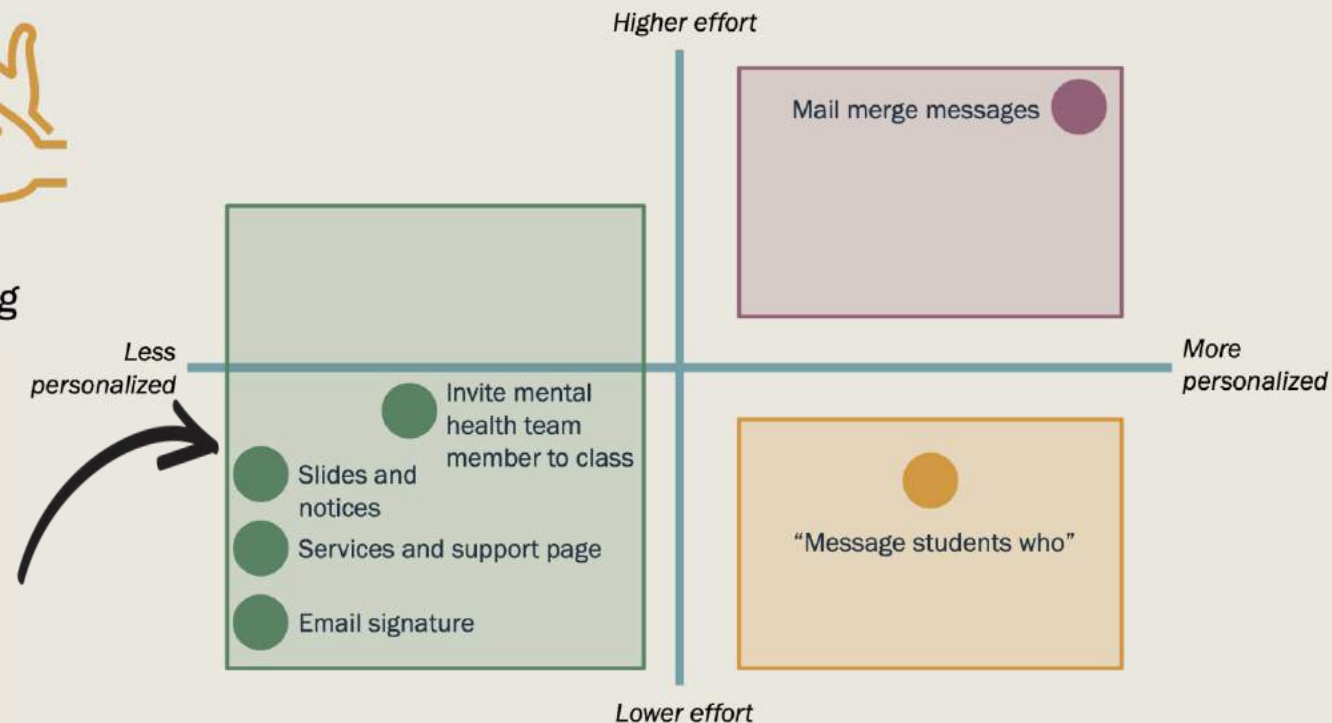 Higher effort
Mail merge messages
Less
personalized
More
personalized
Invite mental
health team
member to class
Slides and
notices
Services and support page
Email signature
“Message students who”
Lower effort